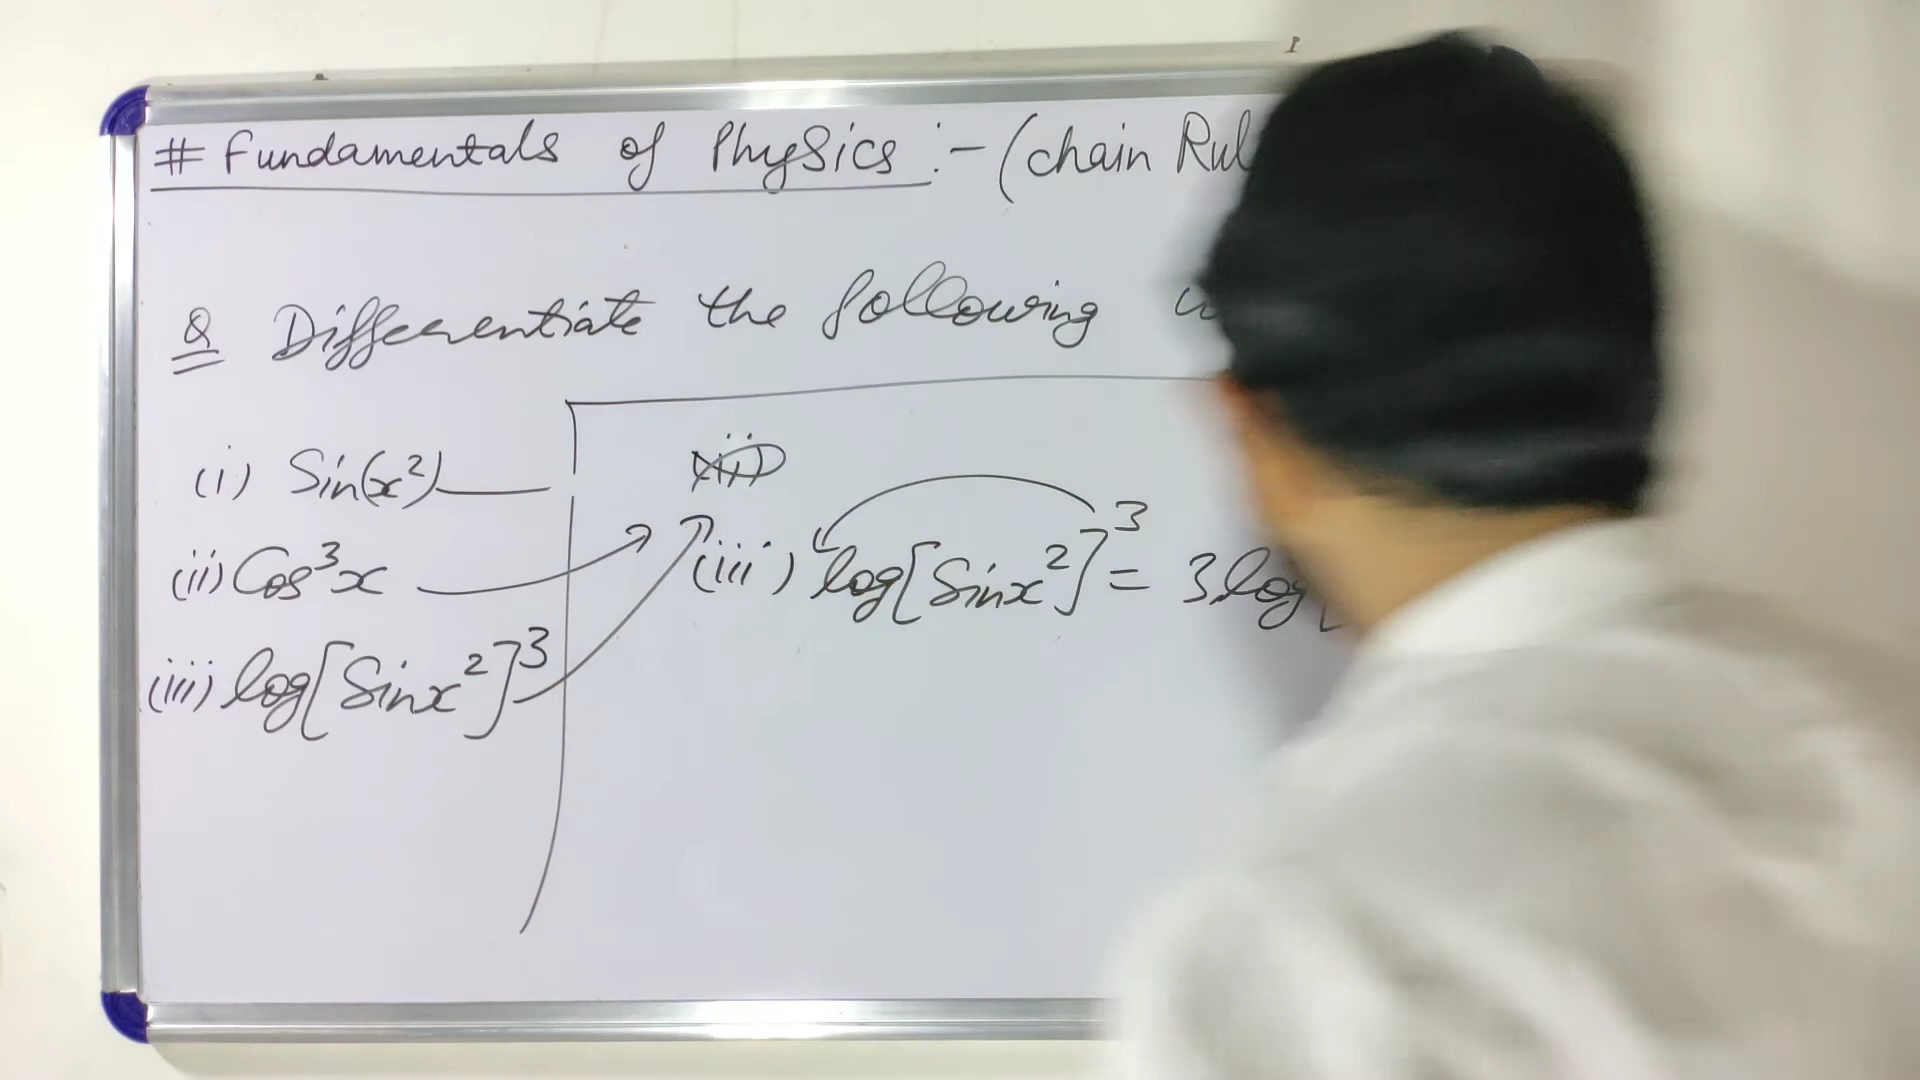 # Fundamentals of Physics :- (chain Rul
Q Differentiate the following
(i) Sin(x²)
(ii) Cos³x
(iii) log[Sinx²]³
(iii) log[Sinx²]³ = 3log[